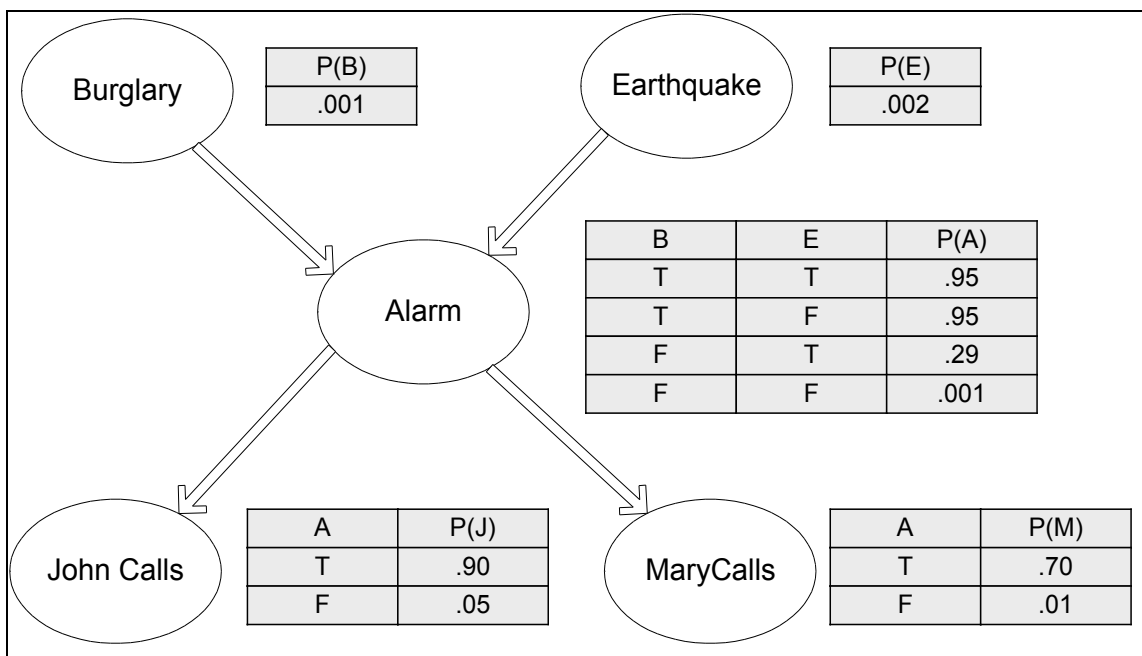 Burglary
P(B)
.001
Earthquake
P(E)
.002
Alarm
B E P(A)
T T .95
T F .95
F T .29
F F .001
John Calls
A P(J)
T .90
F .05
MaryCalls
A P(M)
T .70
F .01